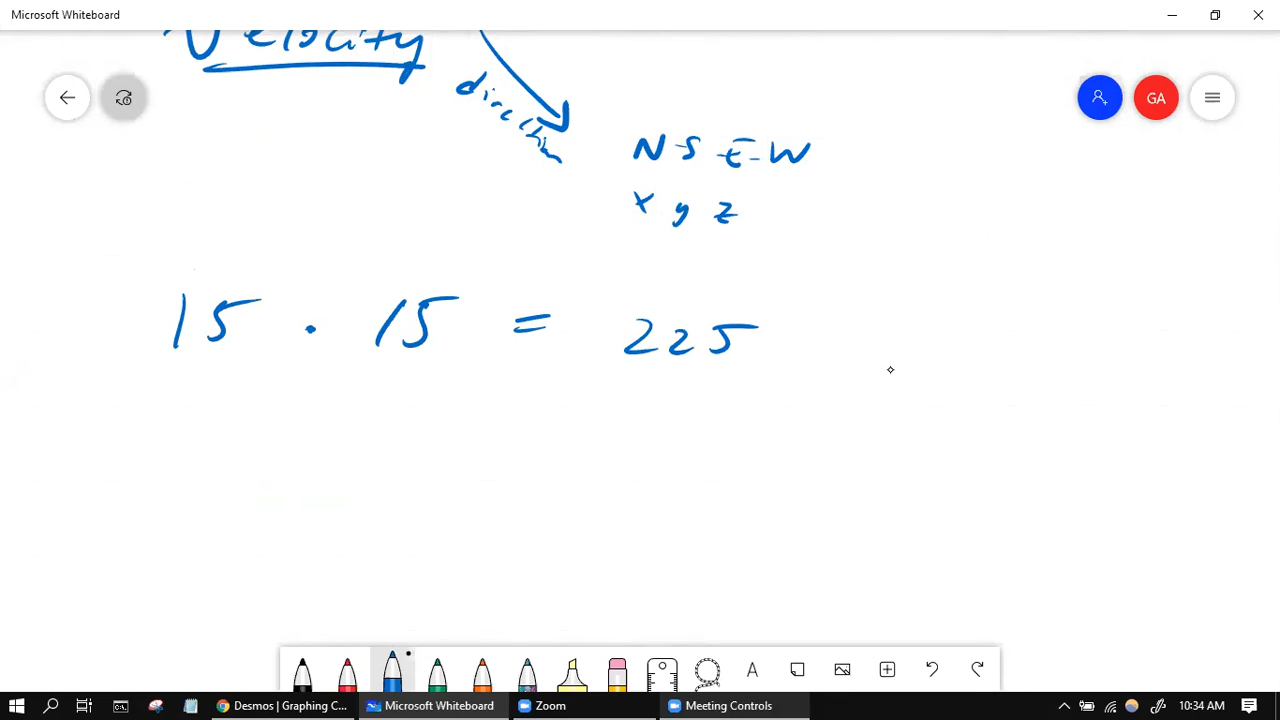 Microsoft Whiteboard
Velocity
direction
N-S-E-W
x y z
GA
15 · 15 = 225
A
Desmos | Graphing C...
Microsoft Whiteboard
Zoom
Meeting Controls
10:34 AM